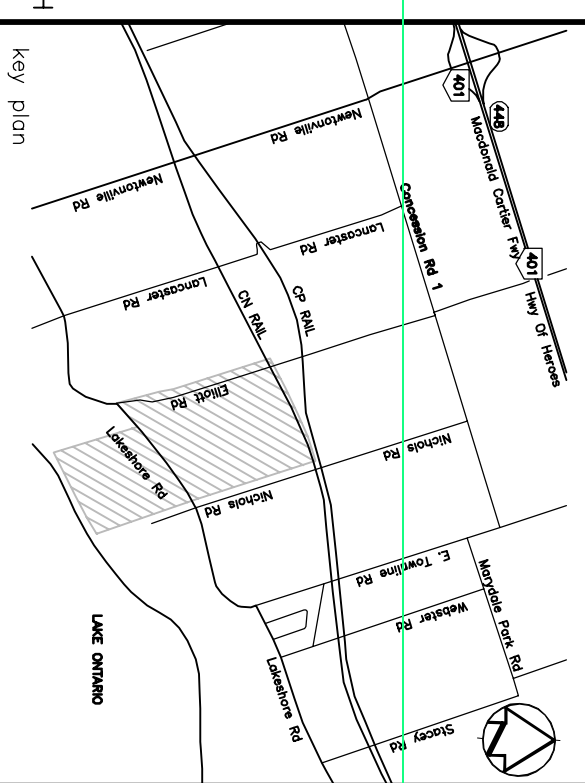 key plan
H
401
448
Macdonald Cartier Fwy
401
Hwy Of Heroes
Newtonville Rd
Newtonville Rd
Concession Rd 1
Lancaster Rd
Lancaster Rd
CN RAIL
CP RAIL
Elliott Rd
Lakeshore Rd
Nichols Rd
Nichols Rd
E. Townline Rd
Marydale Park Rd
Webster Rd
Lakeshore Rd
Stacey Rd
LAKE ONTARIO